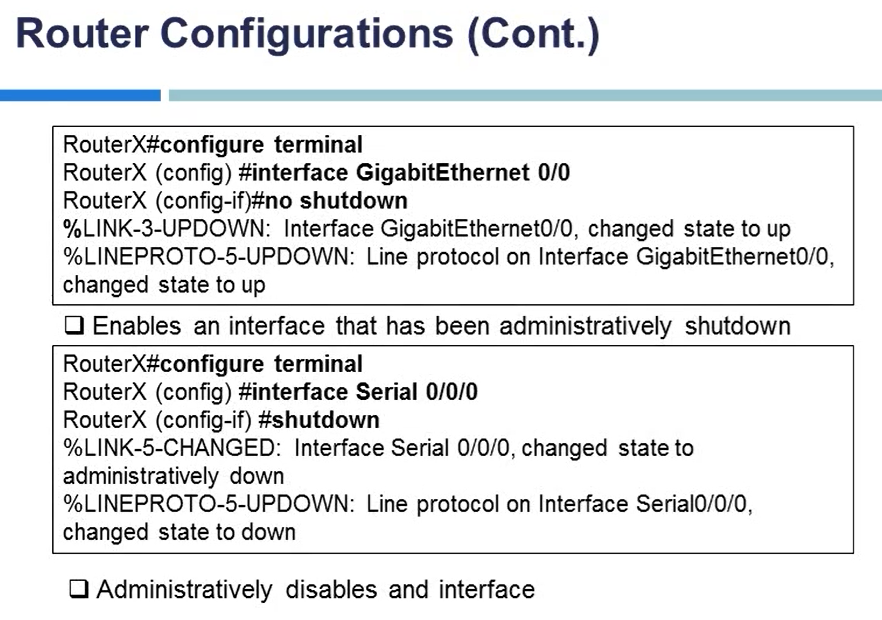 Router Configurations (Cont.)
RouterX#configure terminal
RouterX (config) #interface GigabitEthernet 0/0
RouterX (config-if)#no shutdown
%LINK-3-UPDOWN: Interface GigabitEthernet0/0, changed state to up
%LINEPROTO-5-UPDOWN: Line protocol on Interface GigabitEthernet0/0,
changed state to up
❑ Enables an interface that has been administratively shutdown
RouterX#configure terminal
RouterX (config) #interface Serial 0/0/0
RouterX (config-if) #shutdown
%LINK-5-CHANGED: Interface Serial 0/0/0, changed state to
administratively down
%LINEPROTO-5-UPDOWN: Line protocol on Interface Serial0/0/0,
changed state to down
❑ Administratively disables and interface